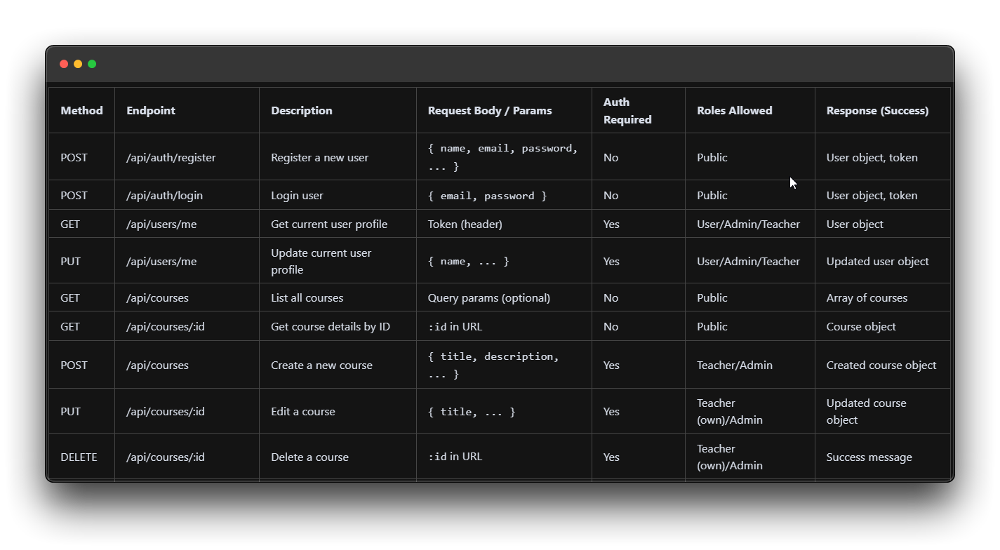 Method Endpoint Description Request Body / Params Auth Required Roles Allowed Response (Success)
POST /api/auth/register Register a new user { name, email, password, ... } No Public User object, token
POST /api/auth/login Login user { email, password } No Public User object, token
GET /api/users/me Get current user profile Token (header) Yes User/Admin/Teacher User object
PUT /api/users/me Update current user profile { name, ... } Yes User/Admin/Teacher Updated user object
GET /api/courses List all courses Query params (optional) No Public Array of courses
GET /api/courses/:id Get course details by ID :id in URL No Public Course object
POST /api/courses Create a new course { title, description, ... } Yes Teacher/Admin Created course object
PUT /api/courses/:id Edit a course { title, ... } Yes Teacher (own)/Admin Updated course object
DELETE /api/courses/:id Delete a course :id in URL Yes Teacher (own)/Admin Success message